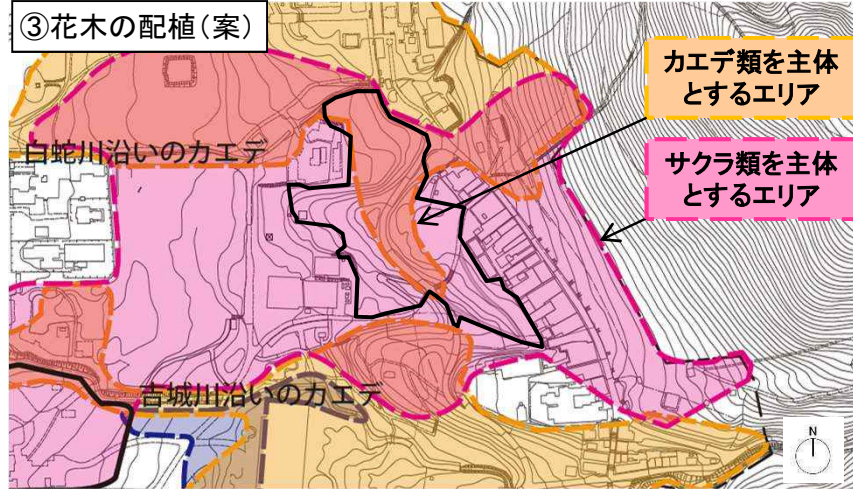 ③花木の配植(案)
カエデ類を主体
とするエリア
白蛇川沿いのカエデ
サクラ類を主体
とするエリア
吉城川沿いのカエデ
N